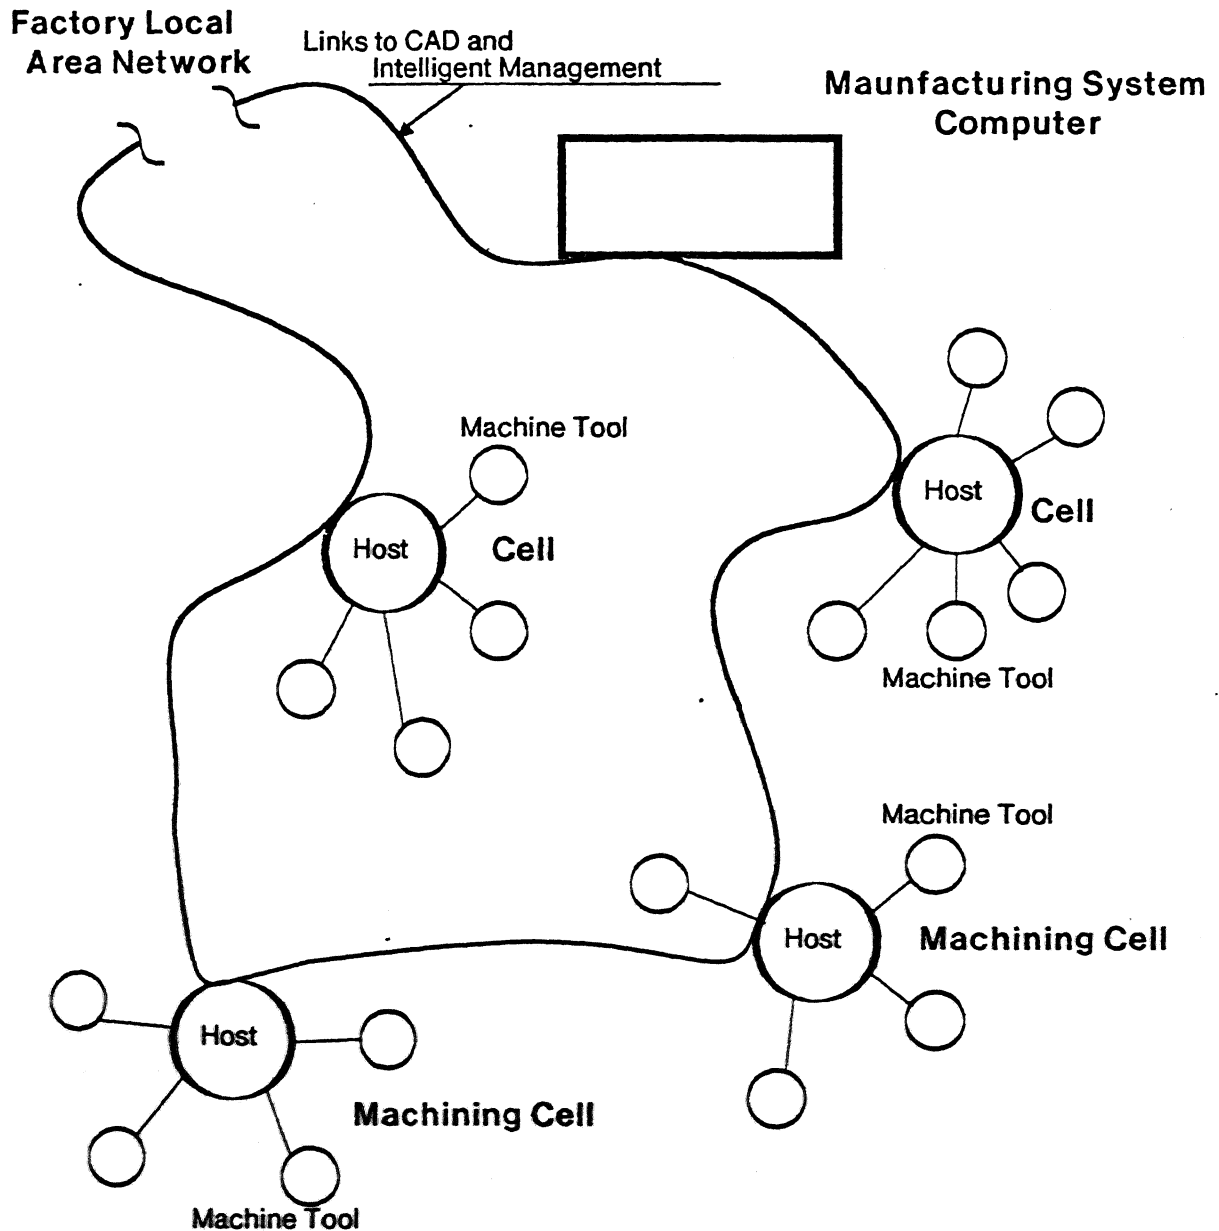 Factory Local
Area Network
Links to CAD and
Intelligent Management
Maunfacturing System
Computer
Machine Tool
Host
Cell
Host
Cell
Machine Tool
Machine Tool
Host
Machining Cell
Host
Machining Cell
Machine Tool